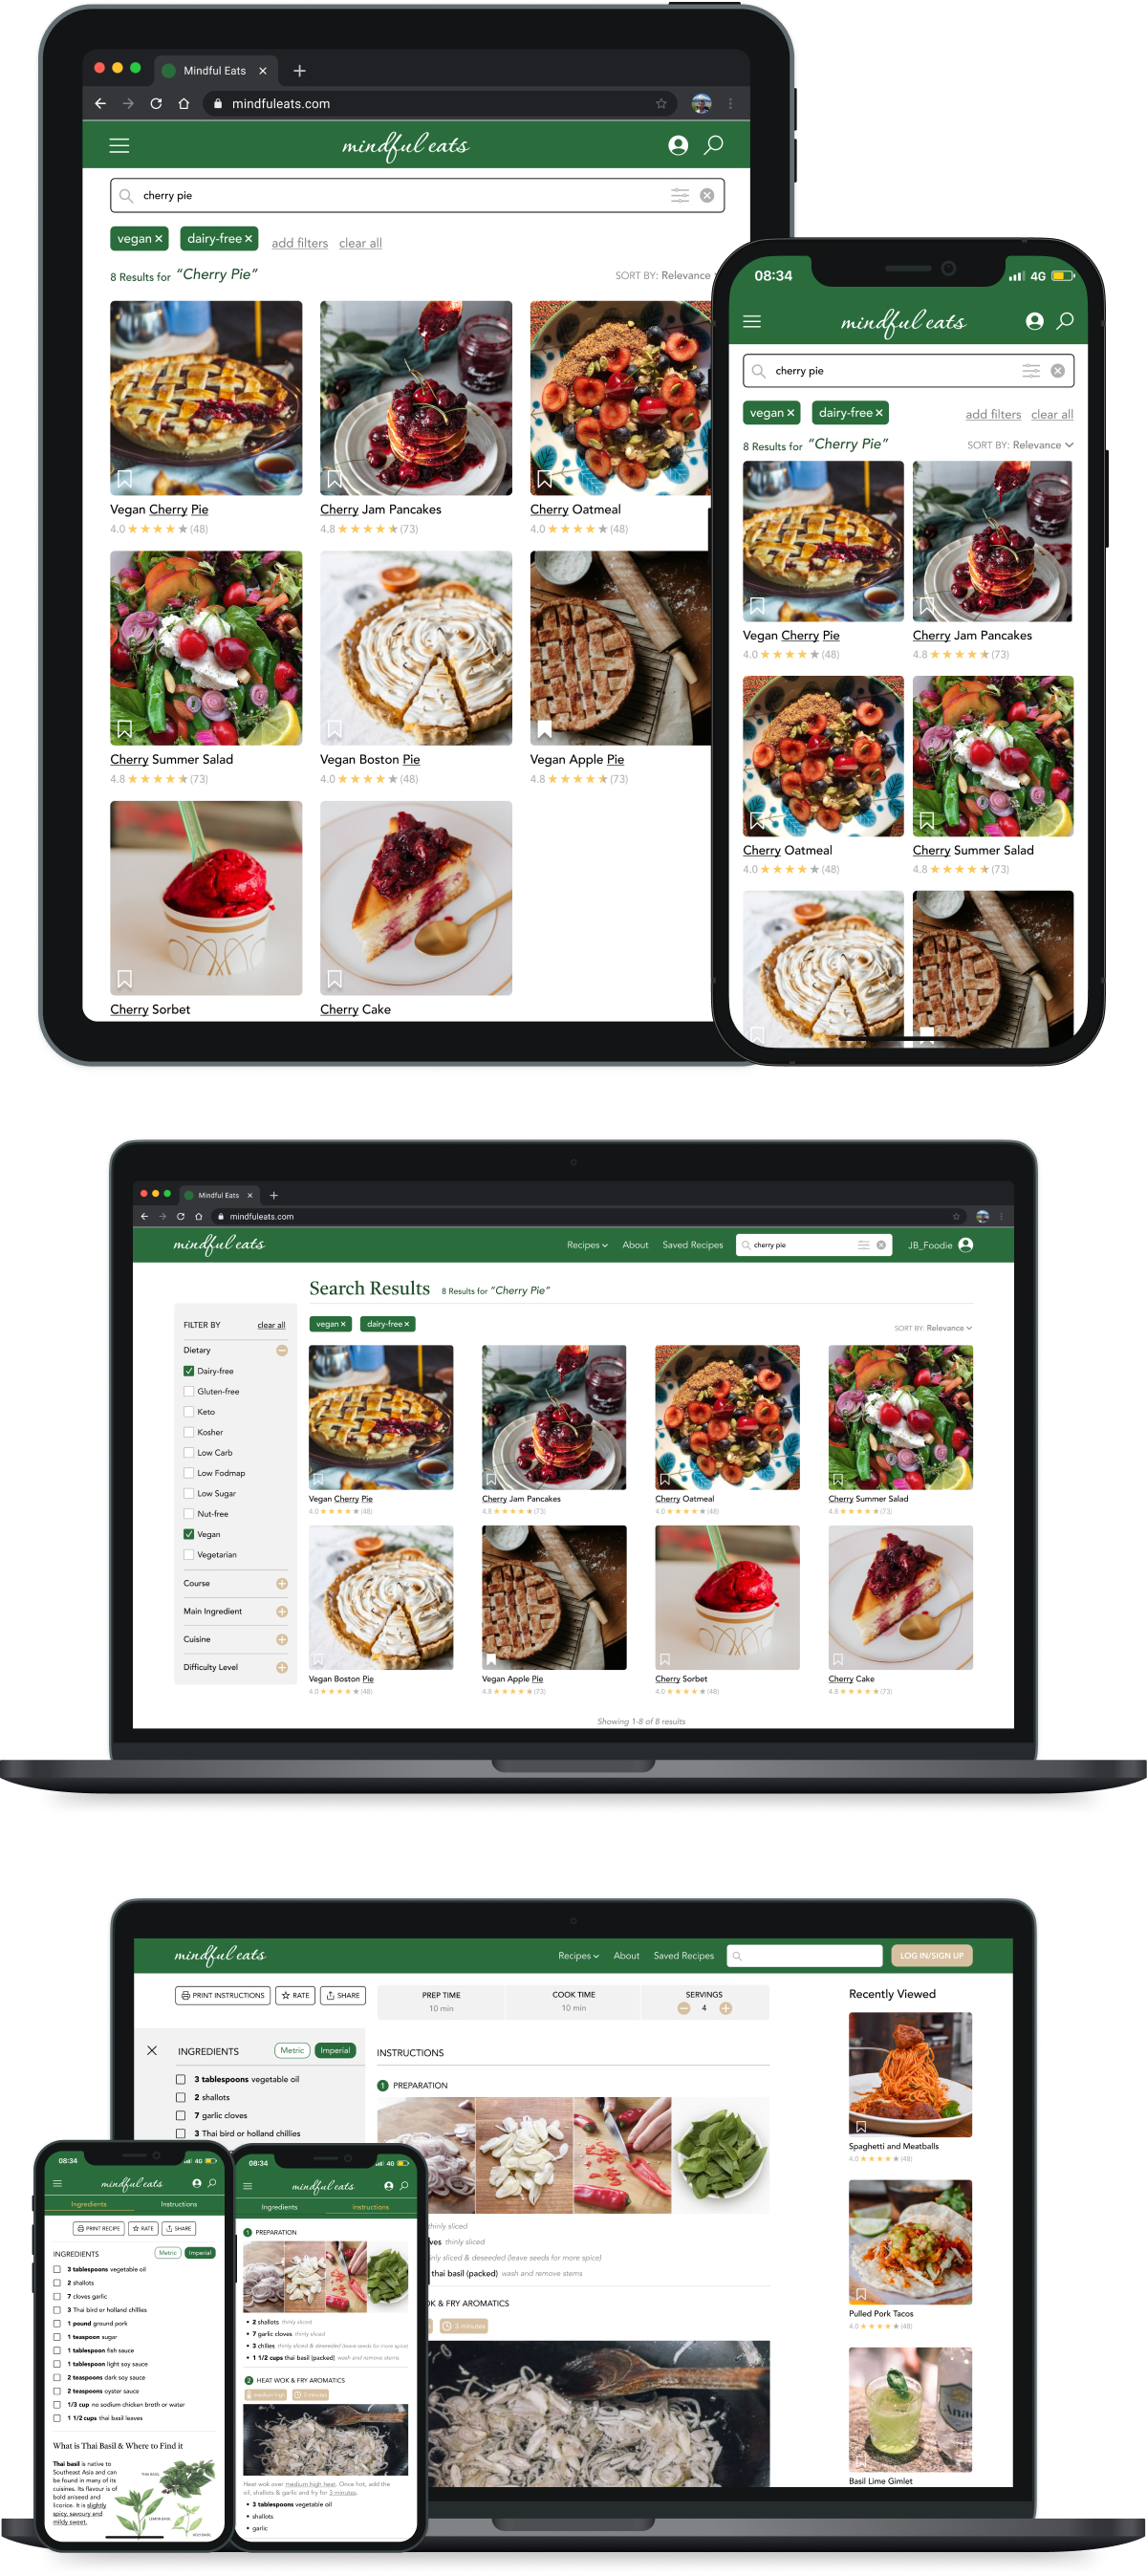 Mindful Eats
mindfuleats.com
mindful eats
cherry pie
vegan dairy-free add filters clear all
8 Results for "Cherry Pie" SORT BY: Relevance
Vegan Cherry Pie Cherry Jam Pancakes Cherry Oatmeal
4.0 (48) 4.8 (73) 4.0 (48)
Cherry Summer Salad Vegan Boston Pie Vegan Apple Pie
4.8 (73) 4.0 (48) 4.8 (73)
Cherry Sorbet Cherry Cake
08:34 4G
mindful eats
cherry pie
vegan dairy-free add filters clear all
8 Results for "Cherry Pie" SORT BY: Relevance
Vegan Cherry Pie Cherry Jam Pancakes
4.0 (48) 4.8 (73)
Cherry Oatmeal Cherry Summer Salad
4.0 (48) 4.8 (73)
Mindful Eats
mindfuleats.com
mindful eats Recipes About Saved Recipes cherry pie JB_Foodie
Search Results 8 Results for "Cherry Pie"
FILTER BY clear all
vegan dairy-free SORT BY: Relevance
Dietary
Dairy-free
Gluten-free
Keto
Kosher
Low Carb
Low Fodmap
Low Sugar
Nut-free
Vegan
Vegetarian
Course
Main Ingredient
Cuisine
Difficulty Level
Vegan Cherry Pie Cherry Jam Pancakes Cherry Oatmeal Cherry Summer Salad
4.0 (48) 4.8 (73) 4.0 (48) 4.8 (73)
Vegan Boston Pie Vegan Apple Pie Cherry Sorbet Cherry Cake
4.0 (48) 4.8 (73) 4.0 (48) 4.8 (73)
Showing 1-8 of 8 results
mindful eats Recipes About Saved Recipes LOG IN/SIGN UP
PRINT INSTRUCTIONS RATE SHARE
PREP TIME COOK TIME SERVINGS
10 min 10 min 4
INGREDIENTS Metric Imperial
3 tablespoons vegetable oil
2 shallots
7 garlic cloves
3 Thai bird or holland chillies
INSTRUCTIONS
1 PREPARATION
thinly sliced
ves thinly sliced
nly sliced & deseeded (leave seeds for more spice)
thai basil (packed) wash and remove stems
OK & FRY AROMATICS
3 minutes
Recently Viewed
Spaghetti and Meatballs
4.0 (48)
Pulled Pork Tacos
4.0 (48)
Basil Lime Gimlet
08:34 4G
mindful eats
Ingredients Instructions
PRINT RECIPE RATE SHARE
INGREDIENTS Metric Imperial
3 tablespoons vegetable oil
2 shallots
7 cloves garlic
3 Thai bird or holland chillies
1 pound ground pork
1 teaspoon sugar
1 tablespoon fish sauce
1 tablespoon light soy sauce
2 teaspoons dark soy sauce
2 teaspoons oyster sauce
1/3 cup no sodium chicken broth or water
1 1/2 cups thai basil leaves
What is Thai Basil & Where to Find it
Thai basil is native to
Southeast Asia and can
be found in many of its
cuisines. Its flavour is of
bold aniseed and
licorice. It is slightly
spicy, savoury and
mildly sweet.
THAI BASIL
LEMON BASIL
HOLY BASIL
08:34 4G
mindful eats
Ingredients Instructions
1 PREPARATION
2 shallots thinly sliced
7 garlic cloves thinly sliced
3 chilies thinly sliced & deseeded (leave seeds for more spice)
1 1/2 cups thai basil (packed) wash and remove stems
2 HEAT WOK & FRY AROMATICS
medium high 3 minutes
Heat wok over medium high heat. Once hot, add the
oil, shallots & garlic and fry for 3 minutes.
3 tablespoons vegetable oil
shallots
garlic